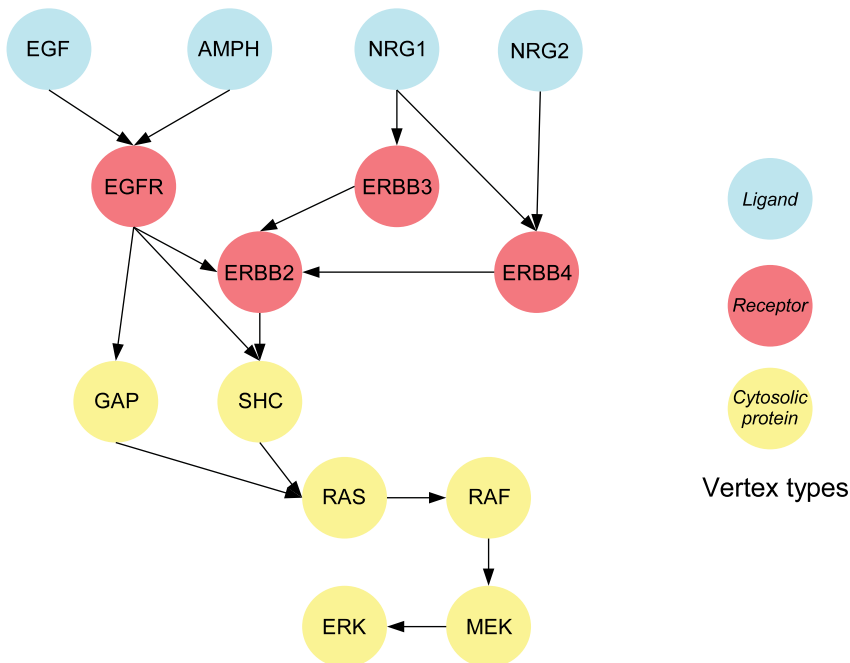 EGF
AMPH
NRG1
NRG2
EGFR
ERBB3
ERBB2
ERBB4
GAP
SHC
RAS
RAF
ERK
MEK
Ligand
Receptor
Cytosolic
protein
Vertex types